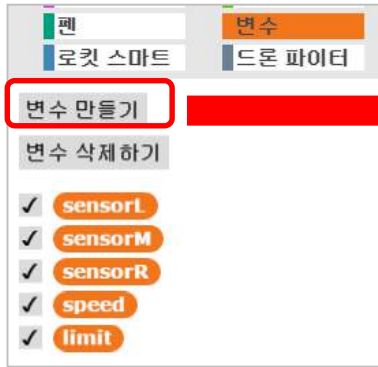 펜 변수
로킷 스마트 드론 파이터
변수 만들기
변수 삭제하기
sensorL
sensorM
sensorR
speed
limit